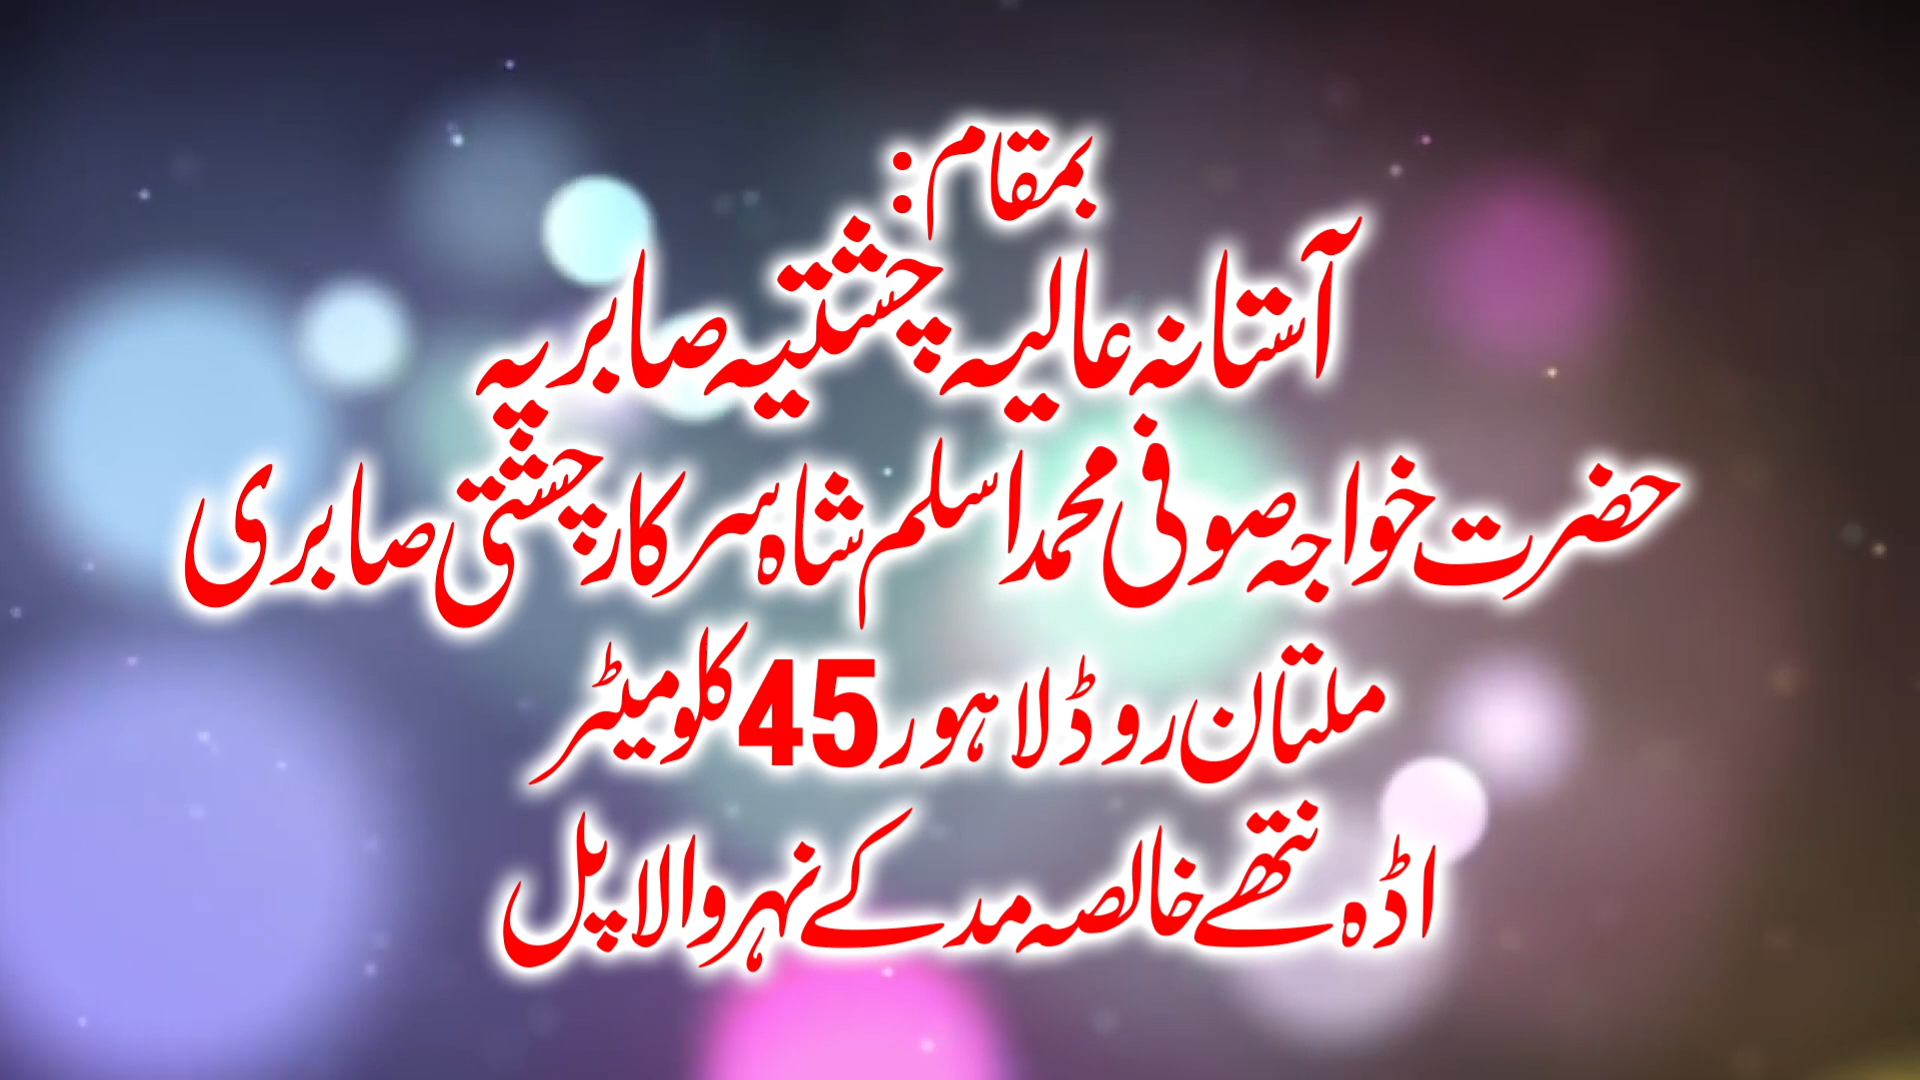 بمقام:
آستانہ عالیہ چشتیہ صابریہ
حضرت خواجہ صوفی محمد اسلم شاہ سرکار چشتی صابری
ملتان روڈ لاہور 45 کلومیٹر
اڈہ نتھے خالصہ مدکے نہر والا پل